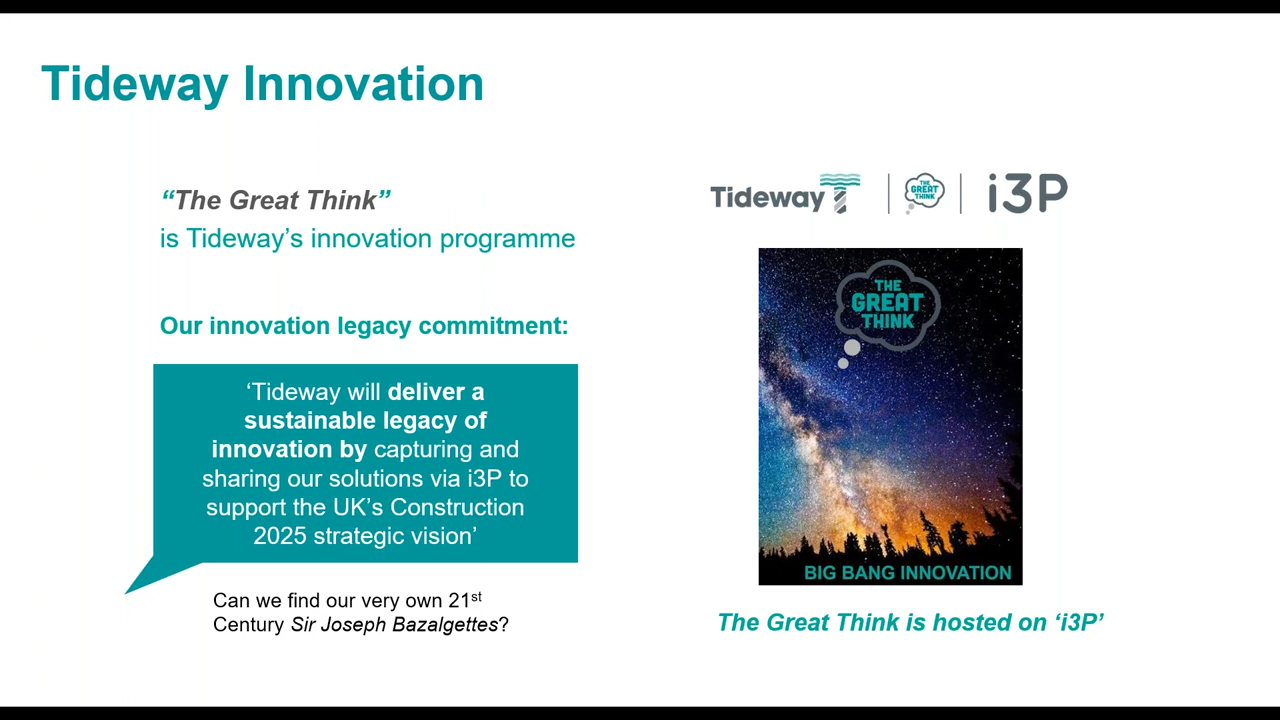 Tideway Innovation
“The Great Think”
is Tideway’s innovation programme
Our innovation legacy commitment:
‘Tideway will deliver a
sustainable legacy of
innovation by capturing and
sharing our solutions via i3P to
support the UK’s Construction
2025 strategic vision’
Can we find our very own 21st
Century Sir Joseph Bazalgettes?
Tideway
THE
GREAT
THINK
i3P
THE
GREAT
THINK
BIG BANG INNOVATION
The Great Think is hosted on ‘i3P’